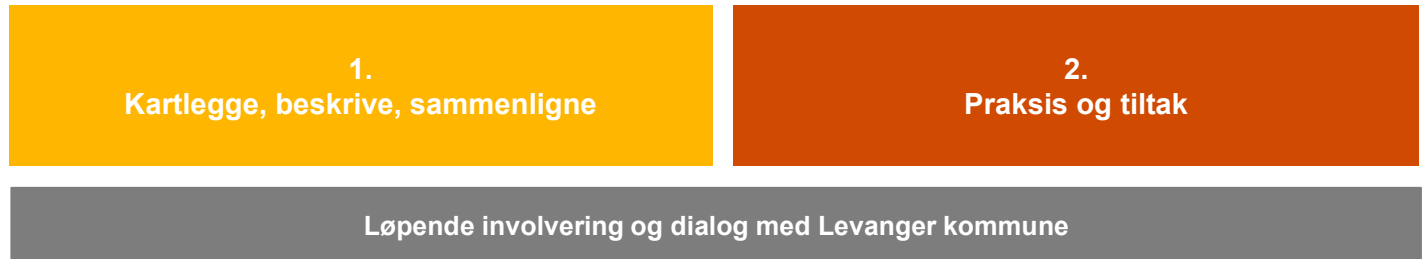 1.
Kartlegge, beskrive, sammenligne
2.
Praksis og tiltak
Løpende involvering og dialog med Levanger kommune